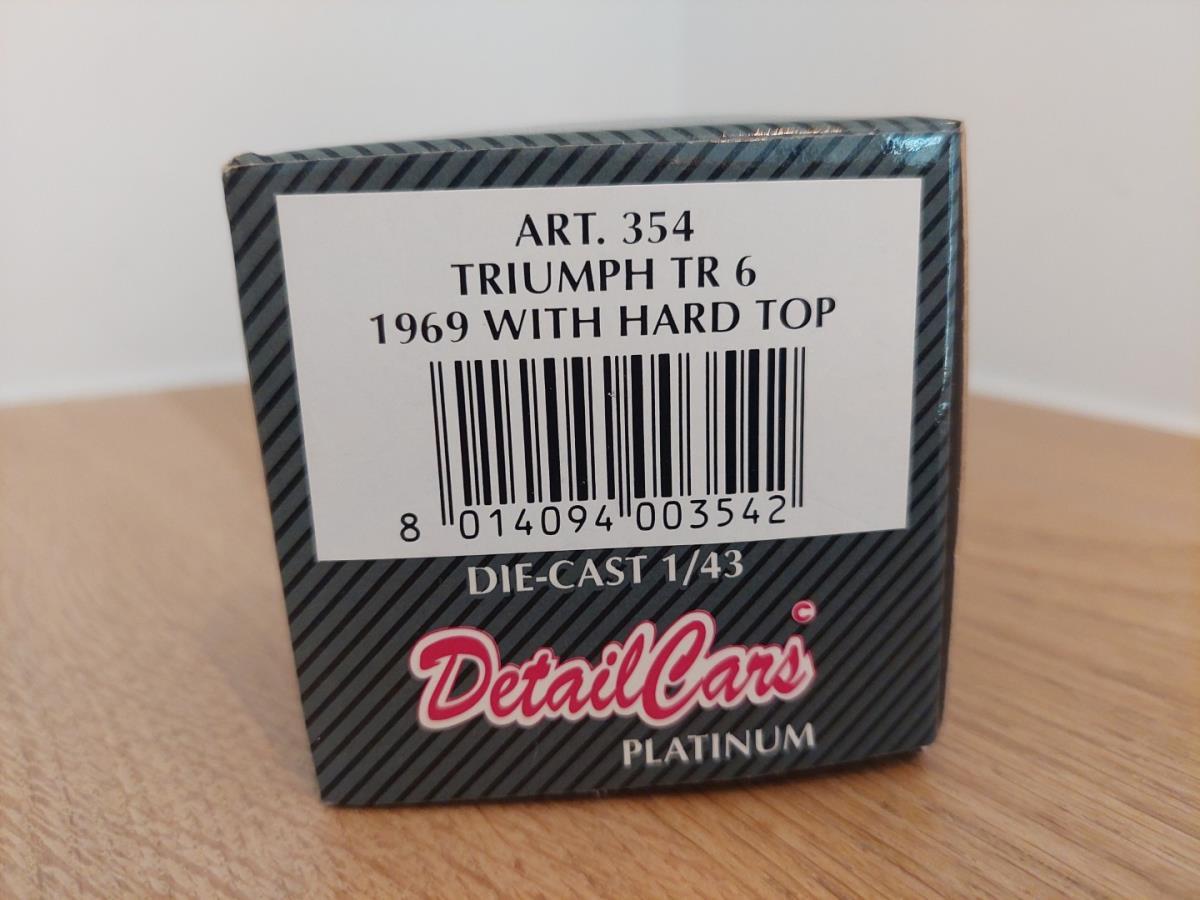 ART. 354
TRIUMPH TR 6
1969 WITH HARD TOP
8 014094 003542
DIE-CAST 1/43
DetailCars ©
PLATINUM